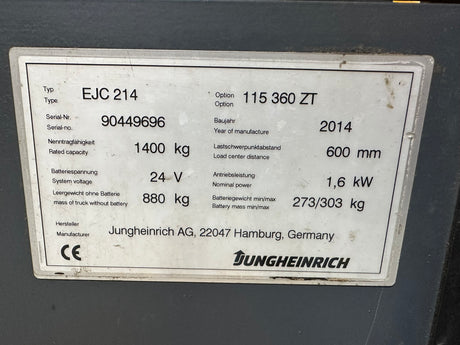 Typ EJC 214 Option 115 360 ZT
Type Option
Serial-Nr. 90449696 Baujahr 2014
Serial-no. Year of manufacture
Nenntragfähigkeit 1400 kg Lastschwerpunktabstand 600 mm
Rated capacity Load center distance
Batteriespannung 24 V Antriebsleistung 1,6 kW
System voltage Nominal power
Leergewicht ohne Batterie 880 kg Batteriegewicht min/max 273/303 kg
mass of truck without battery Battery mass min/max
Hersteller Jungheinrich AG, 22047 Hamburg, Germany
Manufacturer
CE JUNGHEINRICH